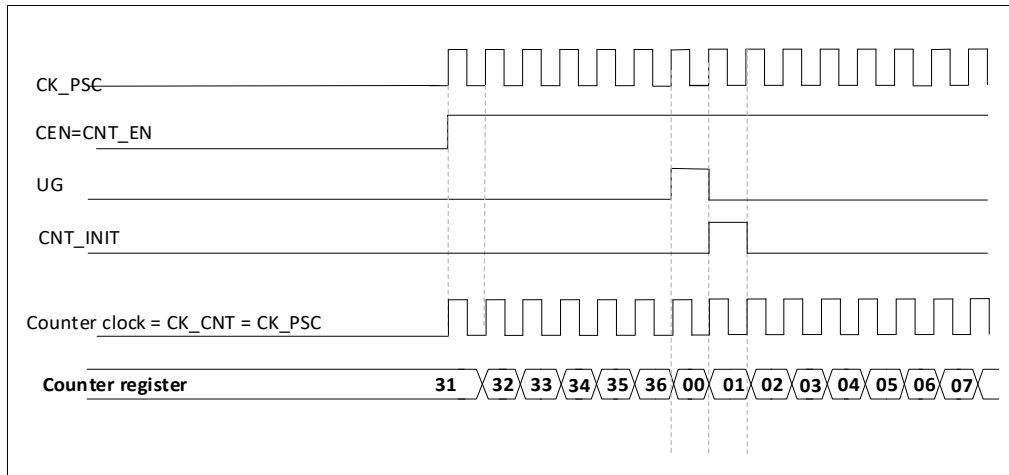 CK_PSC
CEN=CNT_EN
UG
CNT_INIT
Counter clock = CK_CNT = CK_PSC
Counter register 31 32 33 34 35 36 00 01 02 03 04 05 06 07